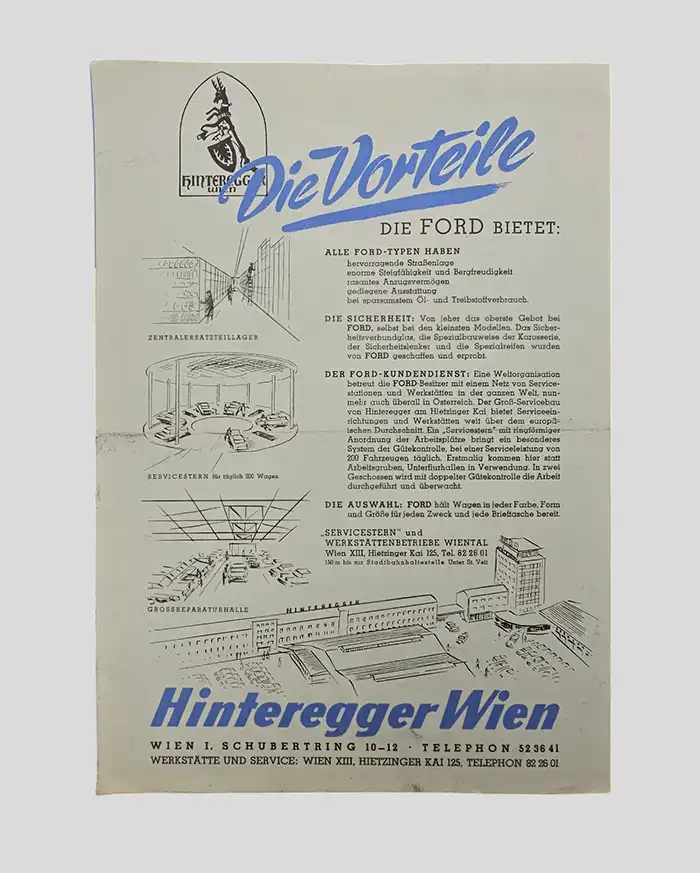 HINTEREGGER
WIEN
Die Vorteile
DIE FORD BIETET:
ALLE FORD-TYPEN HABEN
hervorragende Straßenlage
enorme Steigfähigkeit und Bergfreudigkeit
rasantes Anzugsvermögen
gediegene Ausstattung
bei sparsamstem Öl- und Treibstoffverbrauch.
ZENTRALERSATZTEILLAGER
DIE SICHERHEIT: Von jeher das oberste Gebot bei
FORD, selbst bei den kleinsten Modellen. Das Sicher-
heitsverbundglas, die Spezialbauweise der Karosserie,
der Sicherheitslenker und die Spezialreifen wurden
von FORD geschaffen und erprobt.
DER FORD-KUNDENDIENST: Eine Weltorganisation
betreut die FORD-Besitzer mit einem Netz von Service-
stationen und Werkstätten in der ganzen Welt, nun-
mehr auch überall in Österreich. Der Groß-Servicebau
von Hinteregger am Hietzinger Kai bietet Serviceein-
richtungen und Werkstätten weit über dem europä-
ischen Durchschnitt. Ein „Servicestern" mit ringförmiger
Anordnung der Arbeitsplätze bringt ein besonderes
System der Gütekontrolle, bei einer Serviceleistung von
200 Fahrzeugen täglich. Erstmalig kommen hier statt
Arbeitsgruben, Unterflurhallen in Verwendung. In zwei
Geschossen wird mit doppelter Gütekontrolle die Arbeit
durchgeführt und überwacht.
SERVICESTERN für täglich 200 Wagen
DIE AUSWAHL: FORD hält Wagen in jeder Farbe, Form
und Größe für jeden Zweck und jede Brieftasche bereit.
„SERVICESTERN" und
WERKSTÄTTENBETRIEBE WIENTAL
Wien XIII, Hietzinger Kai 125, Tel. 82 26 01
150 m bis zur Stadtbahnhaltestelle Unter St. Veit
GROSSREPARATURHALLE
HINTEREGGER
Hinteregger Wien
WIEN I, SCHUBERTRING 10–12 · TELEPHON 52 36 41
WERKSTÄTTE UND SERVICE: WIEN XIII, HIETZINGER KAI 125, TELEPHON 82 26 01